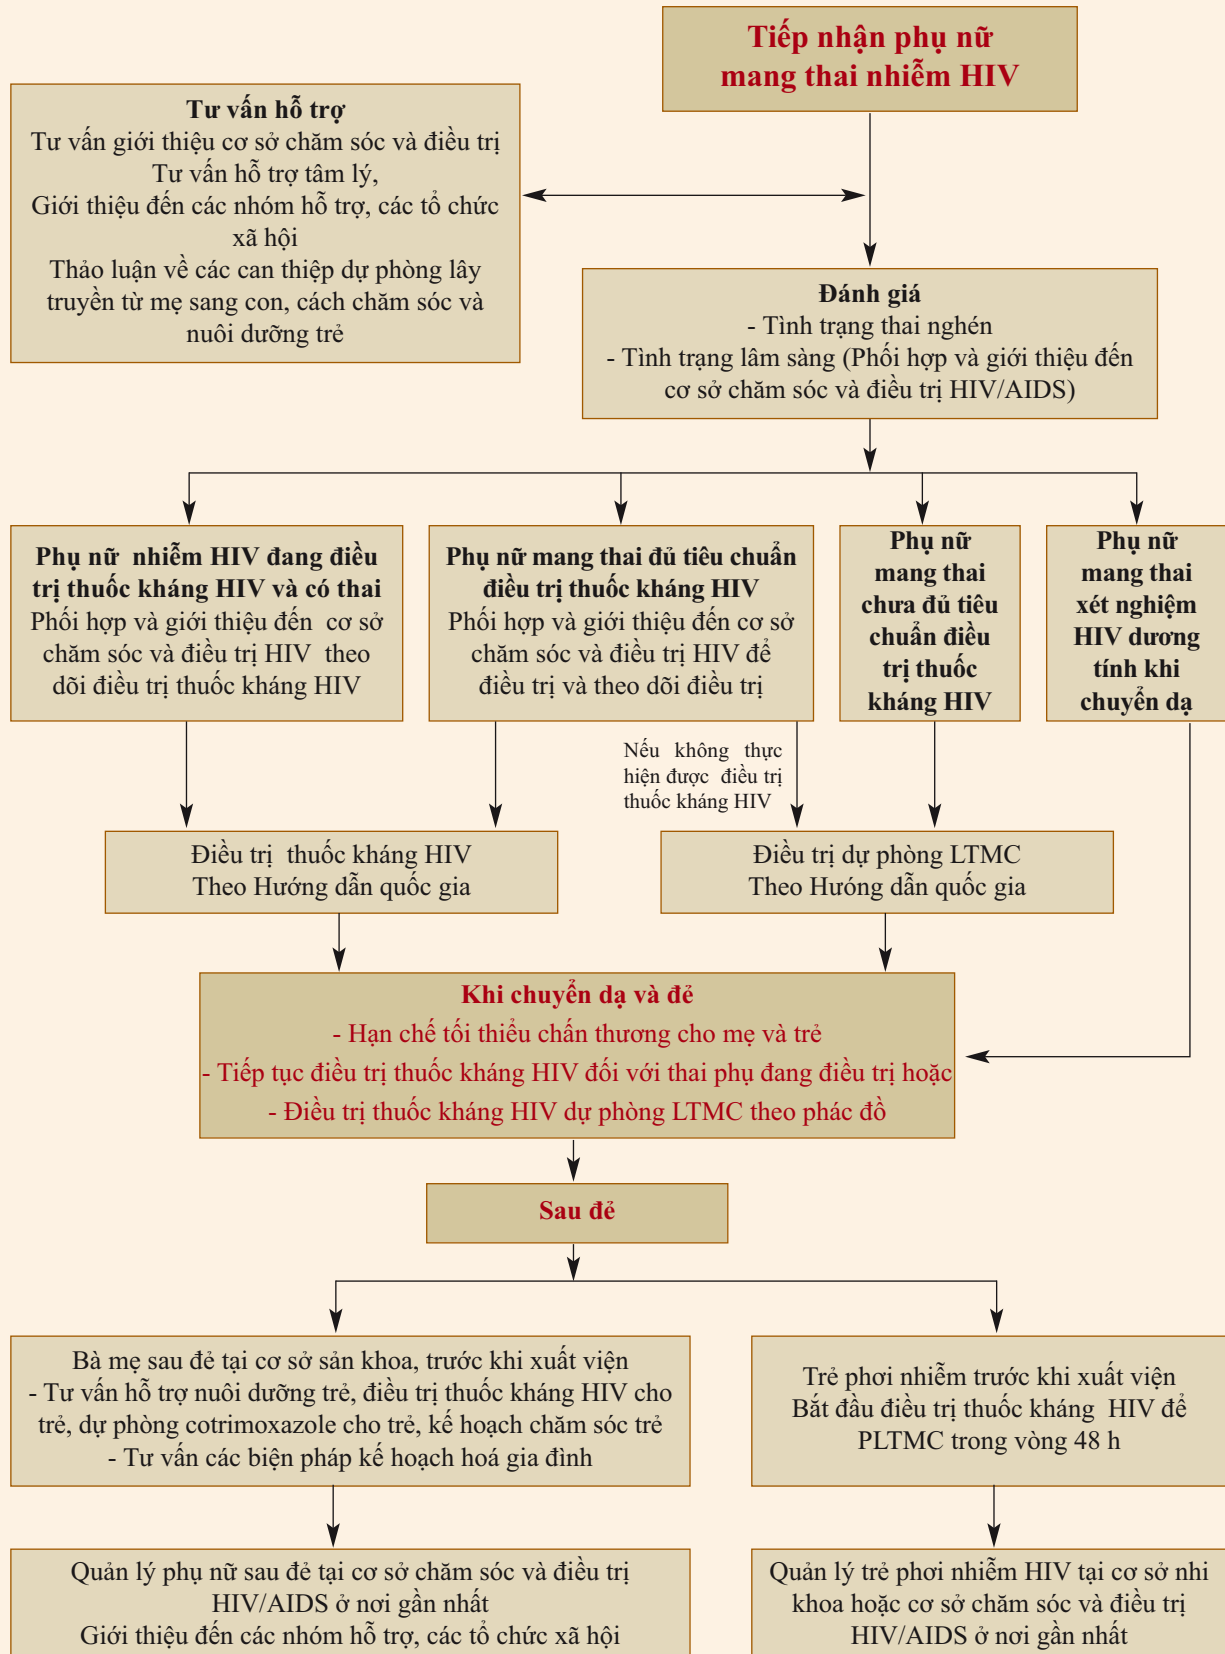 Tiếp nhận phụ nữ
mang thai nhiễm HIV
Tư vấn hỗ trợ
Tư vấn giới thiệu cơ sở chăm sóc và điều trị
Tư vấn hỗ trợ tâm lý,
Giới thiệu đến các nhóm hỗ trợ, các tổ chức
xã hội
Thảo luận về các can thiệp dự phòng lây
truyền từ mẹ sang con, cách chăm sóc và
nuôi dưỡng trẻ
Đánh giá
- Tình trạng thai nghén
- Tình trạng lâm sàng (Phối hợp và giới thiệu đến
cơ sở chăm sóc và điều trị HIV/AIDS)
Phụ nữ nhiễm HIV đang điều
trị thuốc kháng HIV và có thai
Phối hợp và giới thiệu đến cơ sở
chăm sóc và điều trị HIV theo
dõi điều trị thuốc kháng HIV
Phụ nữ mang thai đủ tiêu chuẩn
điều trị thuốc kháng HIV
Phối hợp và giới thiệu đến cơ sở
chăm sóc và điều trị HIV để
điều trị và theo dõi điều trị
Phụ nữ
mang thai
chưa đủ tiêu
chuẩn điều
trị thuốc
kháng HIV
Phụ nữ
mang thai
xét nghiệm
HIV dương
tính khi
chuyển dạ
Nếu không thực
hiện được điều trị
thuốc kháng HIV
Điều trị thuốc kháng HIV
Theo Hướng dẫn quốc gia
Điều trị dự phòng LTMC
Theo Hưóng dẫn quốc gia
Khi chuyển dạ và đẻ
- Hạn chế tối thiểu chấn thương cho mẹ và trẻ
- Tiếp tục điều trị thuốc kháng HIV đối với thai phụ đang điều trị hoặc
- Điều trị thuốc kháng HIV dự phòng LTMC theo phác đồ
Sau đẻ
Bà mẹ sau đẻ tại cơ sở sản khoa, trước khi xuất viện
- Tư vấn hỗ trợ nuôi dưỡng trẻ, điều trị thuốc kháng HIV cho
trẻ, dự phòng cotrimoxazole cho trẻ, kế hoạch chăm sóc trẻ
- Tư vấn các biện pháp kế hoạch hoá gia đình
Trẻ phơi nhiễm trước khi xuất viện
Bắt đầu điều trị thuốc kháng HIV để
PLTMC trong vòng 48 h
Quản lý phụ nữ sau đẻ tại cơ sở chăm sóc và điều trị
HIV/AIDS ở nơi gần nhất
Giới thiệu đến các nhóm hỗ trợ, các tổ chức xã hội
Quản lý trẻ phơi nhiễm HIV tại cơ sở nhi
khoa hoặc cơ sở chăm sóc và điều trị
HIV/AIDS ở nơi gần nhất